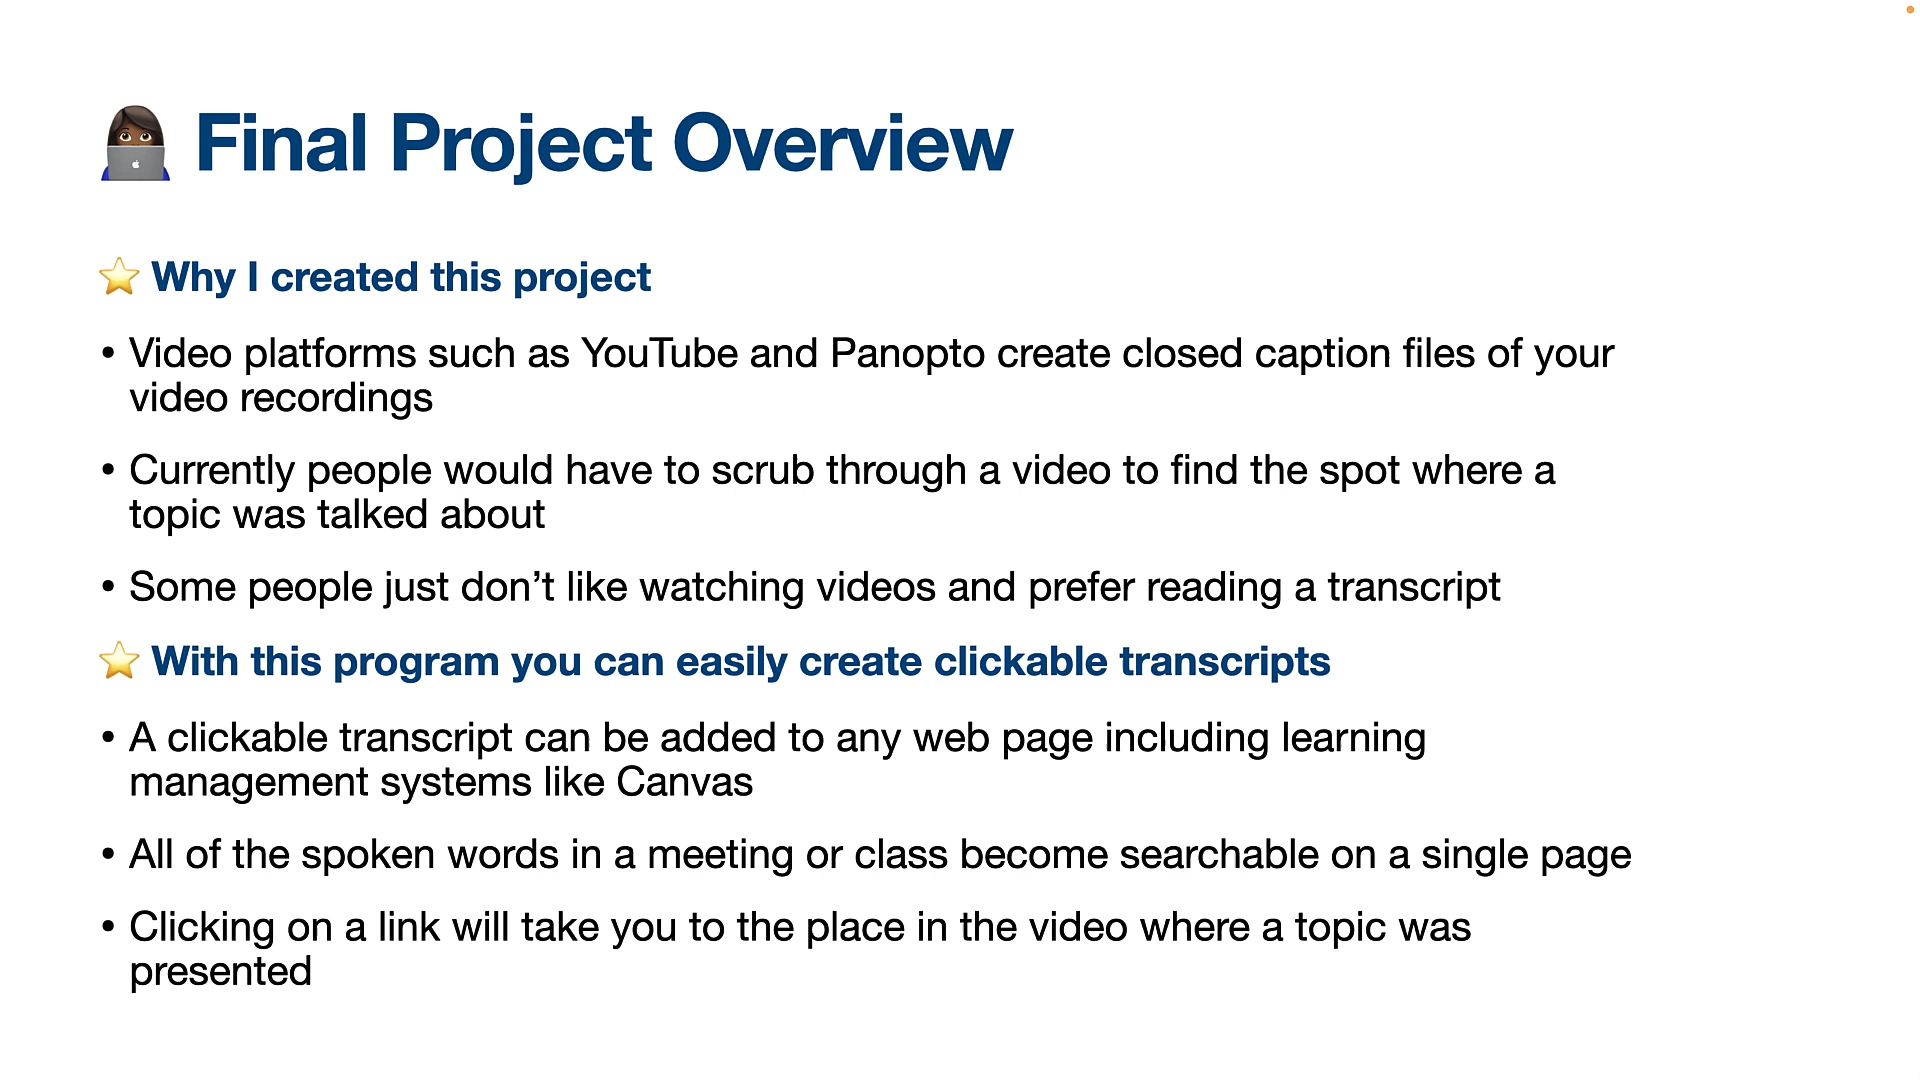 Final Project Overview
Why I created this project
• Video platforms such as YouTube and Panopto create closed caption files of your
video recordings
• Currently people would have to scrub through a video to find the spot where a
topic was talked about
• Some people just don’t like watching videos and prefer reading a transcript
With this program you can easily create clickable transcripts
• A clickable transcript can be added to any web page including learning
management systems like Canvas
• All of the spoken words in a meeting or class become searchable on a single page
• Clicking on a link will take you to the place in the video where a topic was
presented